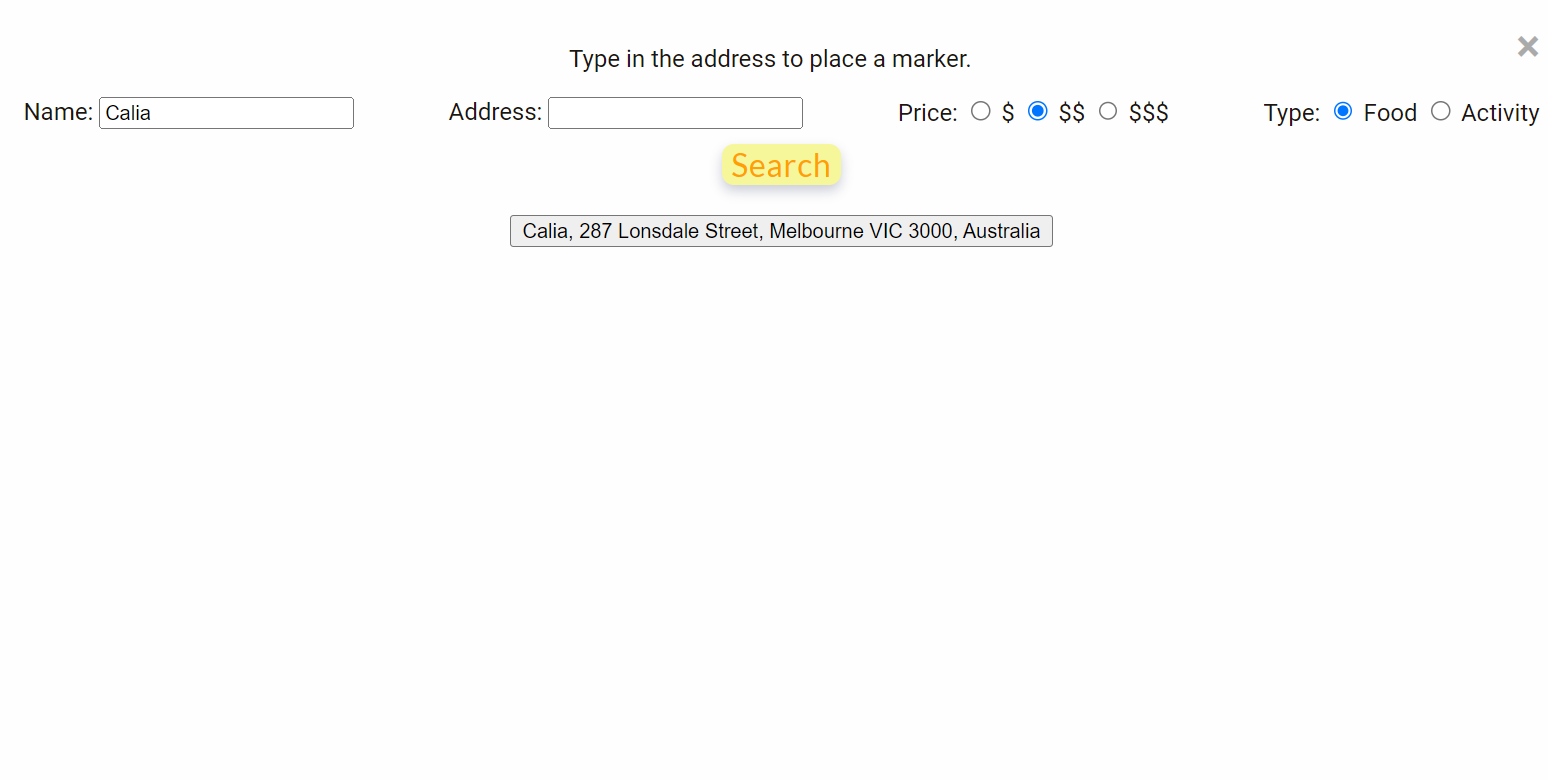 Type in the address to place a marker.
×
Name: Calia Address: Price: $ $$ $$$ Type: Food Activity
Search
Calia, 287 Lonsdale Street, Melbourne VIC 3000, Australia